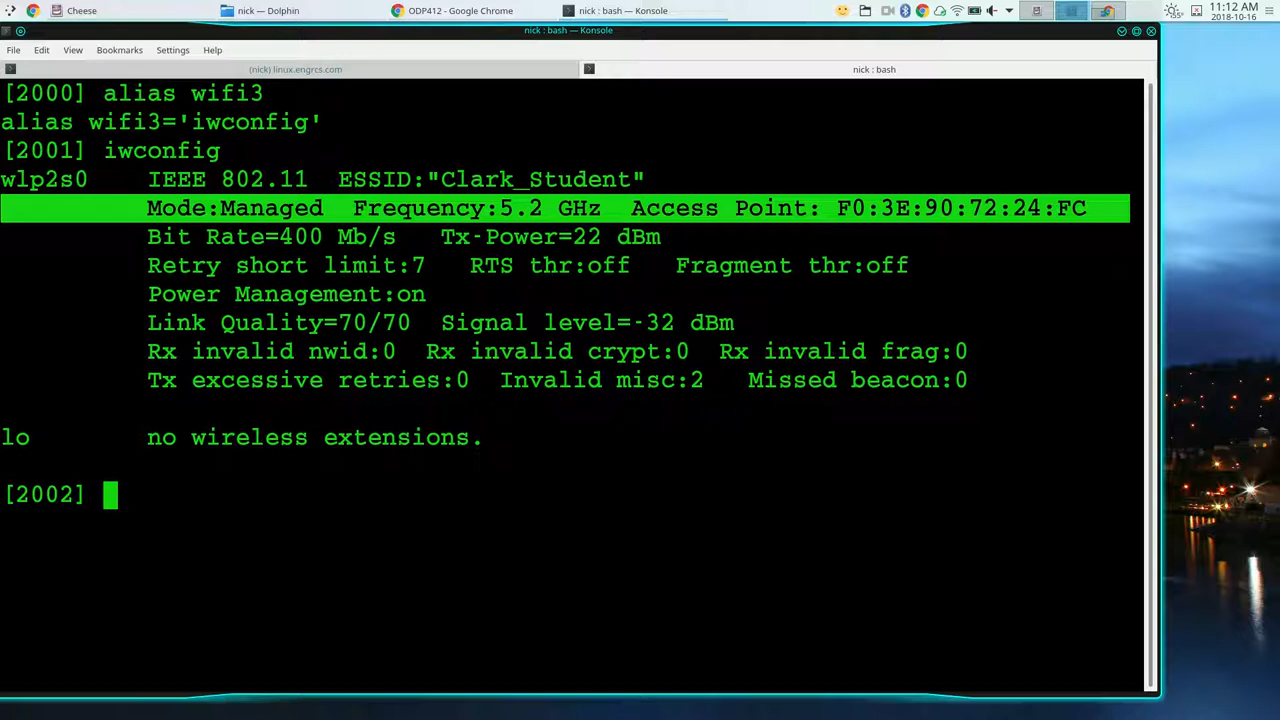 Cheese
nick — Dolphin
ODP412 - Google Chrome
nick : bash — Konsole
55°
11:12 AM
2018-10-16
nick : bash — Konsole
File Edit View Bookmarks Settings Help
(nick) linux.engrcs.com
nick : bash
[2000] alias wifi3
alias wifi3='iwconfig'
[2001] iwconfig
wlp2s0 IEEE 802.11 ESSID:"Clark_Student"
Mode:Managed Frequency:5.2 GHz Access Point: F0:3E:90:72:24:FC
Bit Rate=400 Mb/s Tx-Power=22 dBm
Retry short limit:7 RTS thr:off Fragment thr:off
Power Management:on
Link Quality=70/70 Signal level=-32 dBm
Rx invalid nwid:0 Rx invalid crypt:0 Rx invalid frag:0
Tx excessive retries:0 Invalid misc:2 Missed beacon:0
lo no wireless extensions.
[2002]